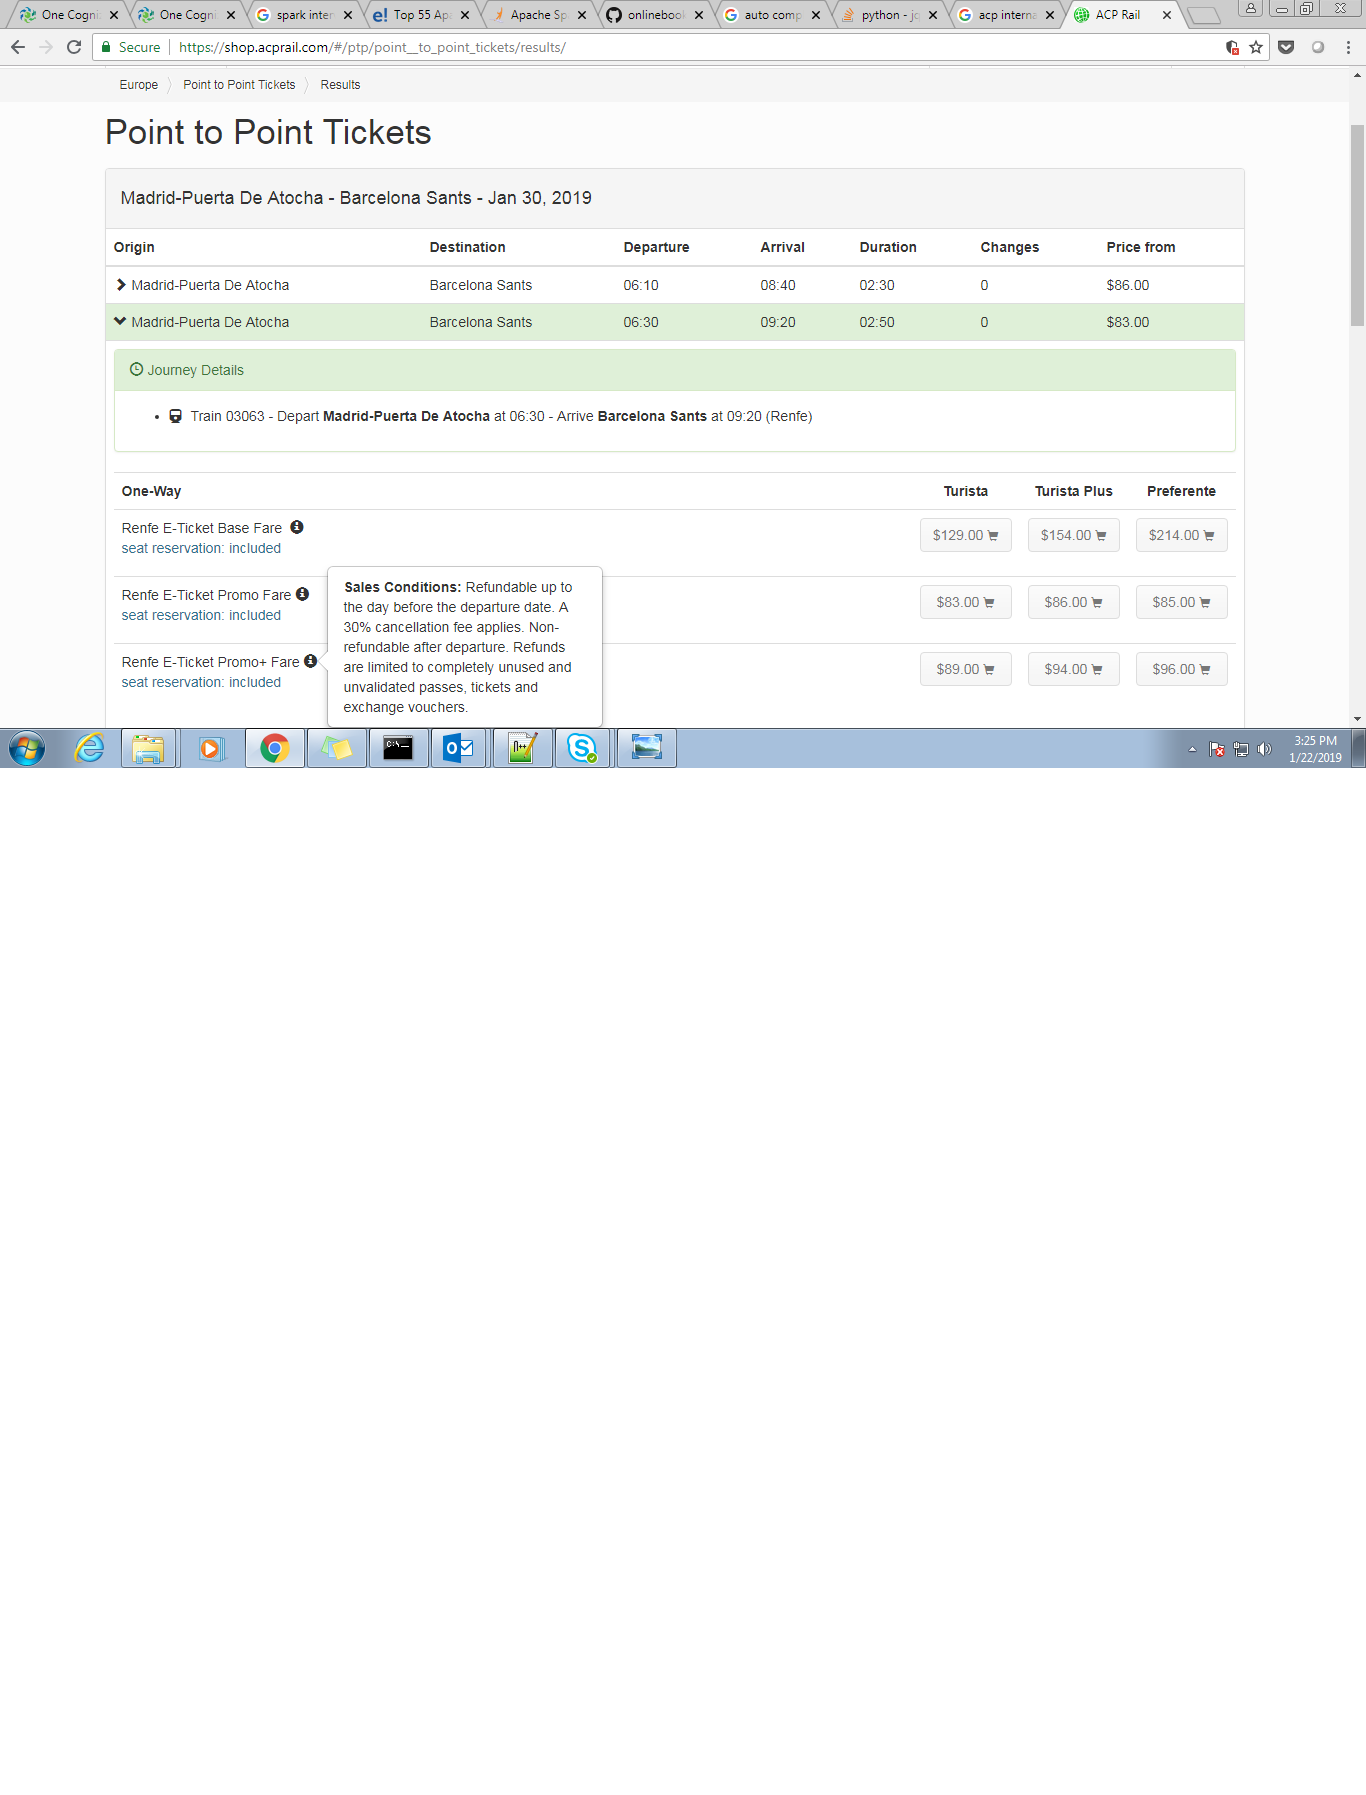 One Cogni
One Cogni
spark inter
Top 55 Ap
Apache Sp
onlineboo
auto comp
python - jq
acp interna
ACP Rail
Secure https://shop.acprail.com/#/ptp/point__to_point_tickets/results/
Europe Point to Point Tickets Results
Point to Point Tickets
Madrid-Puerta De Atocha - Barcelona Sants - Jan 30, 2019
Origin Destination Departure Arrival Duration Changes Price from
Madrid-Puerta De Atocha Barcelona Sants 06:10 08:40 02:30 0 $86.00
Madrid-Puerta De Atocha Barcelona Sants 06:30 09:20 02:50 0 $83.00
Journey Details
• Train 03063 - Depart Madrid-Puerta De Atocha at 06:30 - Arrive Barcelona Sants at 09:20 (Renfe)
One-Way Turista Turista Plus Preferente
Renfe E-Ticket Base Fare $129.00 $154.00 $214.00
seat reservation: included
Renfe E-Ticket Promo Fare $83.00 $86.00 $85.00
seat reservation: included
Renfe E-Ticket Promo+ Fare $89.00 $94.00 $96.00
seat reservation: included
Sales Conditions: Refundable up to
the day before the departure date. A
30% cancellation fee applies. Non-
refundable after departure. Refunds
are limited to completely unused and
unvalidated passes, tickets and
exchange vouchers.
3:25 PM
1/22/2019